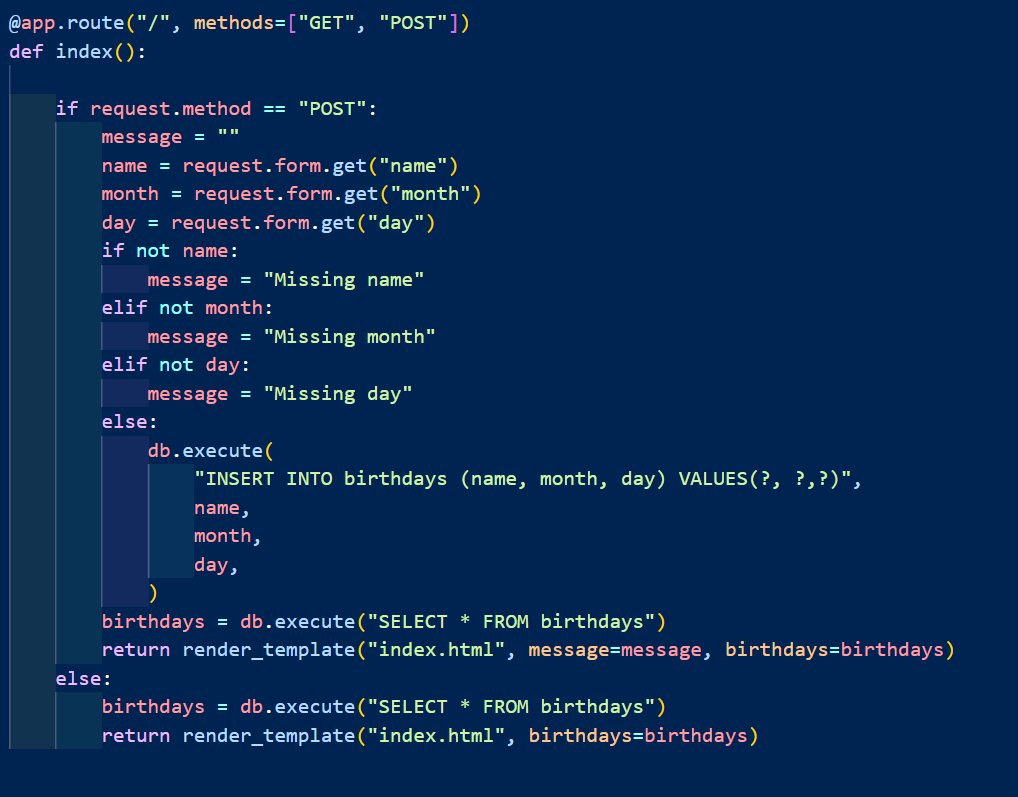 @app.route("/", methods=["GET", "POST"])
def index():

    if request.method == "POST":
        message = ""
        name = request.form.get("name")
        month = request.form.get("month")
        day = request.form.get("day")
        if not name:
            message = "Missing name"
        elif not month:
            message = "Missing month"
        elif not day:
            message = "Missing day"
        else:
            db.execute(
                "INSERT INTO birthdays (name, month, day) VALUES(?, ?,?)",
                name,
                month,
                day,
            )
        birthdays = db.execute("SELECT * FROM birthdays")
        return render_template("index.html", message=message, birthdays=birthdays)
    else:
        birthdays = db.execute("SELECT * FROM birthdays")
        return render_template("index.html", birthdays=birthdays)